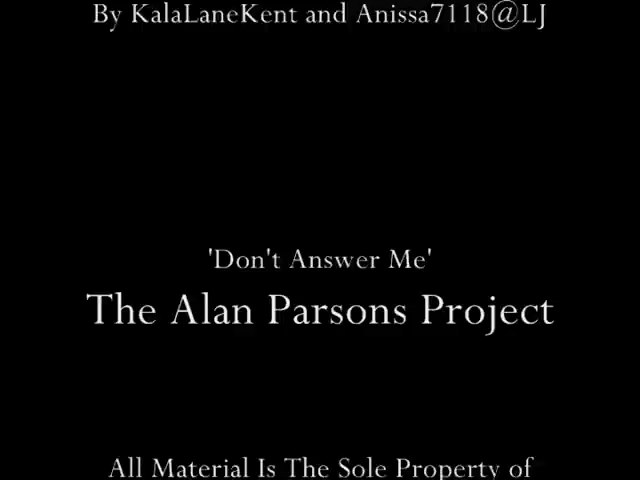 By KalaLaneKent and Anissa7118@LJ
'Don't Answer Me'
The Alan Parsons Project
All Material Is The Sole Property of